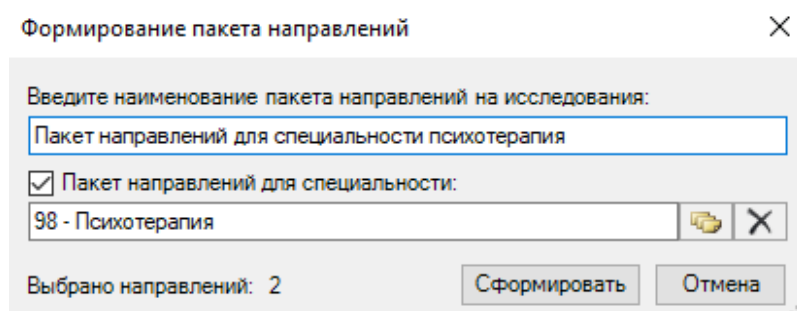 Формирование пакета направлений
Введите наименование пакета направлений на исследования:
Пакет направлений для специальности психотерапия
Пакет направлений для специальности:
98 - Психотерапия
Выбрано направлений: 2 Сформировать Отмена